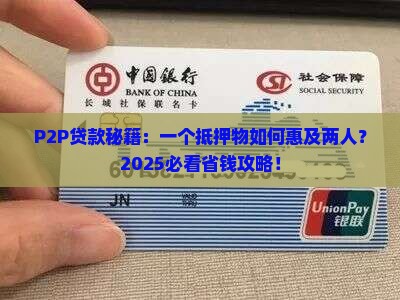 中国银行
BANK OF CHINA
长城 社保联名卡
社会保障
SOCIAL SECURITY
P2P贷款秘籍：一个抵押物如何惠及两人？
2025必看省钱攻略！
JN
VALID
UnionPay
银联